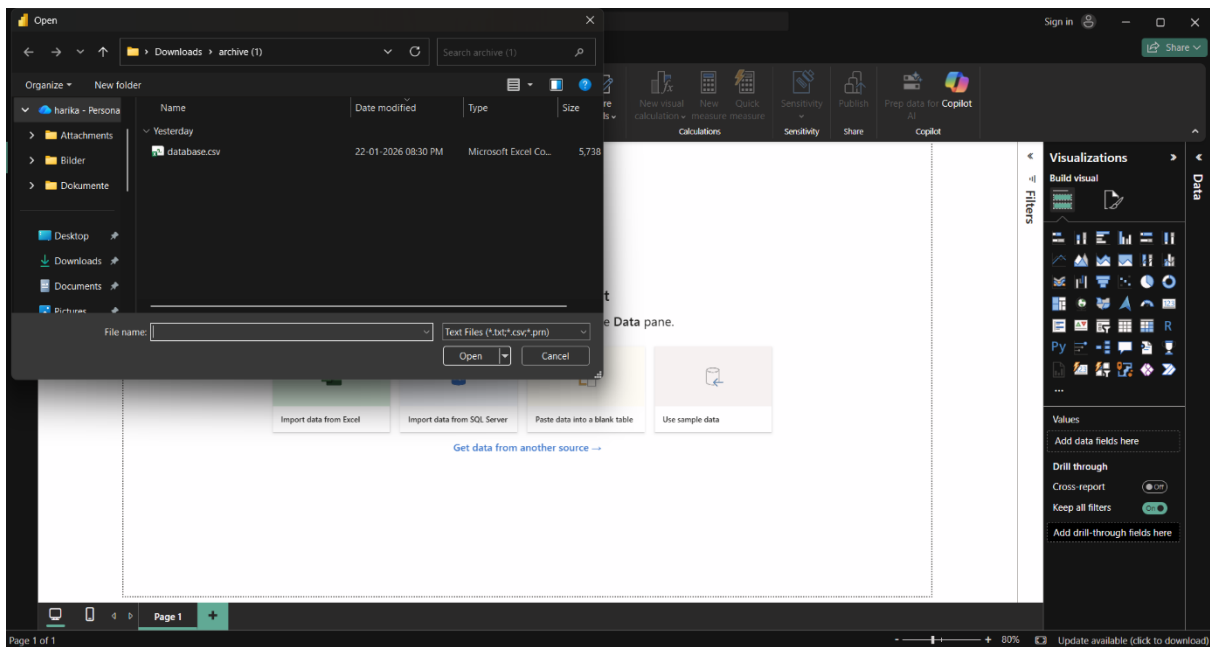 Open
Sign in
Downloads › archive (1)
Search archive (1)
Share
Organize
New folder
harika - Persona
Attachments
Bilder
Dokumente
Desktop
Downloads
Documents
Pictures
Name
Date modified
Type
Size
Yesterday
database.csv
22-01-2026 08:30 PM
Microsoft Excel Co...
5,738
File name:
Text Files (*.txt;*.csv;*.prn)
Open
Cancel
New visual calculation
New measure
Quick measure
Sensitivity
Publish
Prep data for AI
Copilot
Calculations
Sensitivity
Share
Copilot
e Data pane.
Import data from Excel
Import data from SQL Server
Paste data into a blank table
Use sample data
Get data from another source →
Filters
Visualizations
Build visual
123
R
Py
...
Values
Add data fields here
Drill through
Cross-report
Off
Keep all filters
On
Add drill-through fields here
Data
Page 1
Page 1 of 1
- + 80%
Update available (click to download)